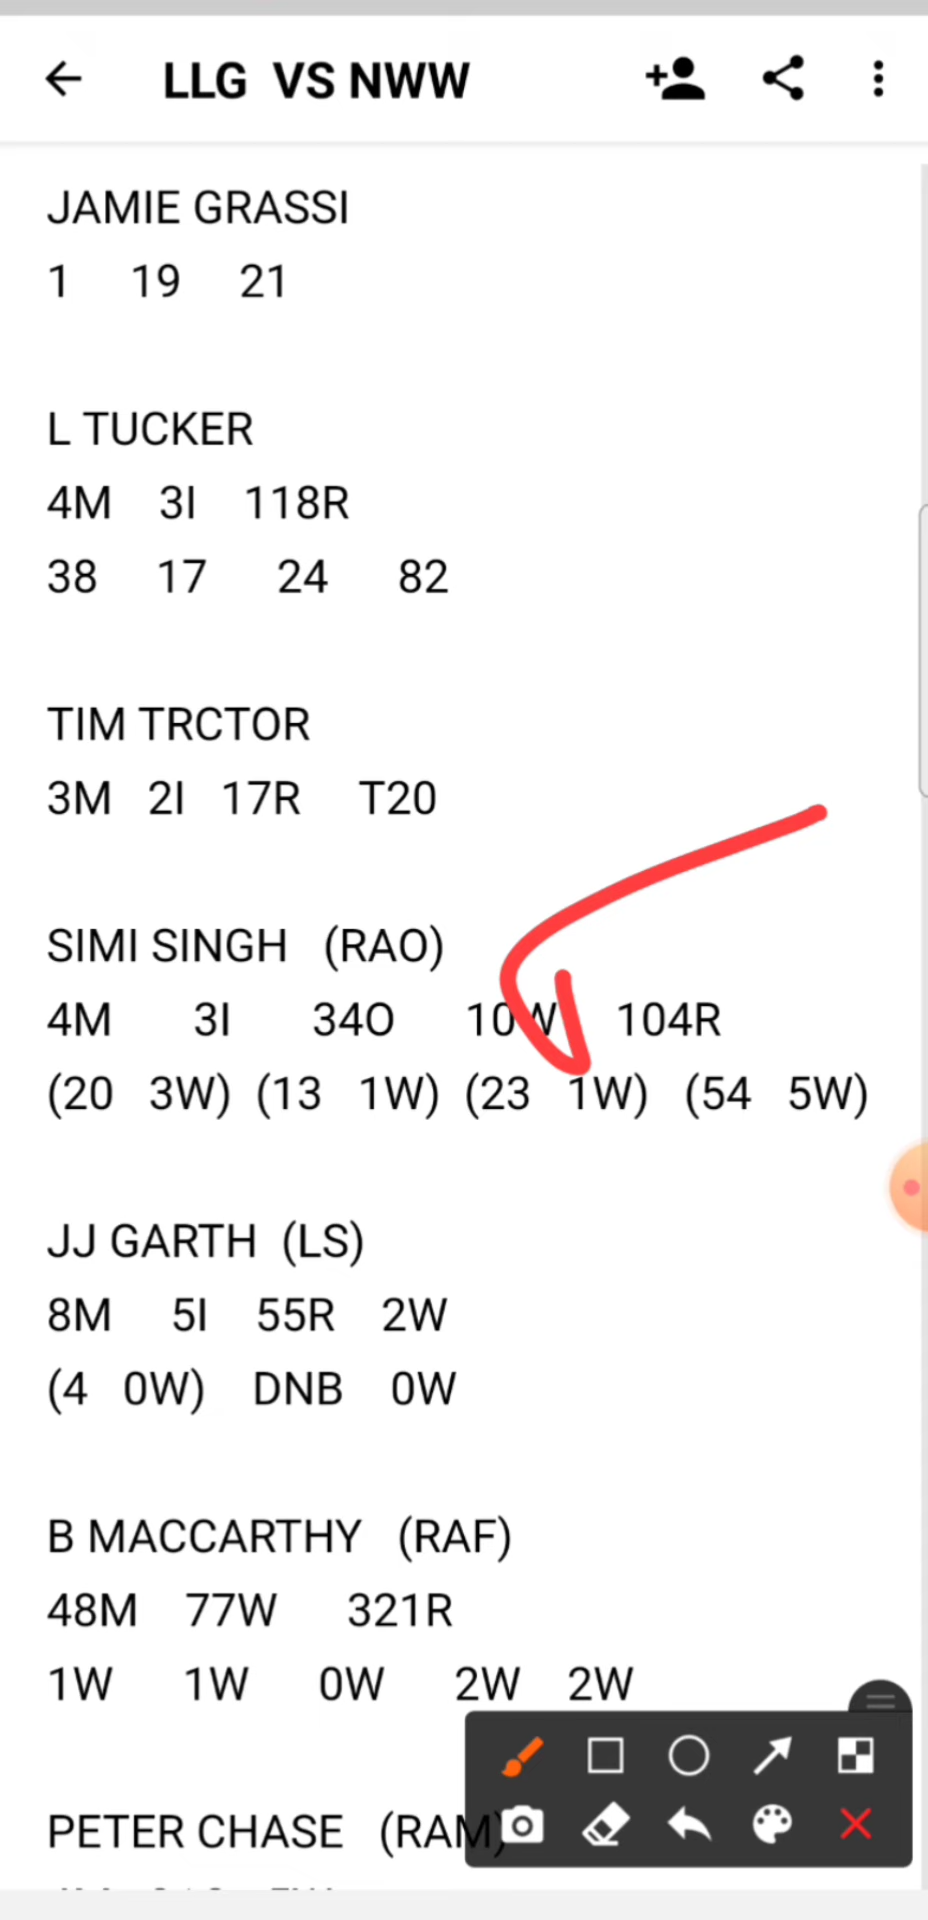 LLG VS NWW
JAMIE GRASSI
1 19 21
L TUCKER
4M 3I 118R
38 17 24 82
TIM TRCTOR
3M 2I 17R T20
SIMI SINGH (RAO)
4M 3I 34O 10W 104R
(20 3W) (13 1W) (23 1W) (54 5W)
JJ GARTH (LS)
8M 5I 55R 2W
(4 0W) DNB 0W
B MACCARTHY (RAF)
48M 77W 321R
1W 1W 0W 2W 2W
PETER CHASE (RAM)